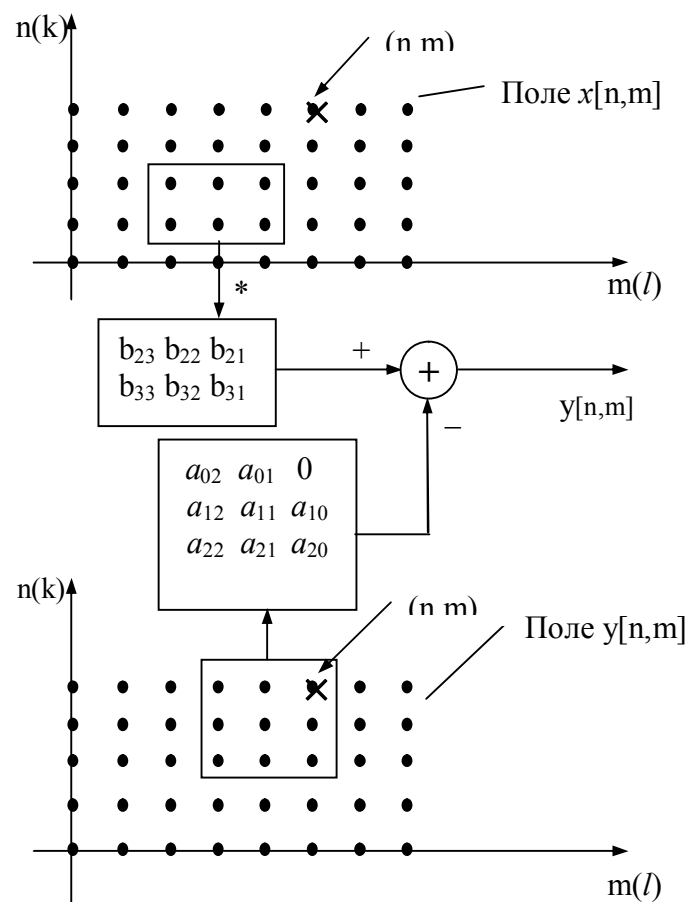 n(k)
(n,m)
Поле x[n,m]
m(l)
*
b₂₃ b₂₂ b₂₁
b₃₃ b₃₂ b₃₁
+
+
y[n,m]
−
a₀₂ a₀₁ 0
a₁₂ a₁₁ a₁₀
a₂₂ a₂₁ a₂₀
n(k)
(n,m)
Поле y[n,m]
m(l)